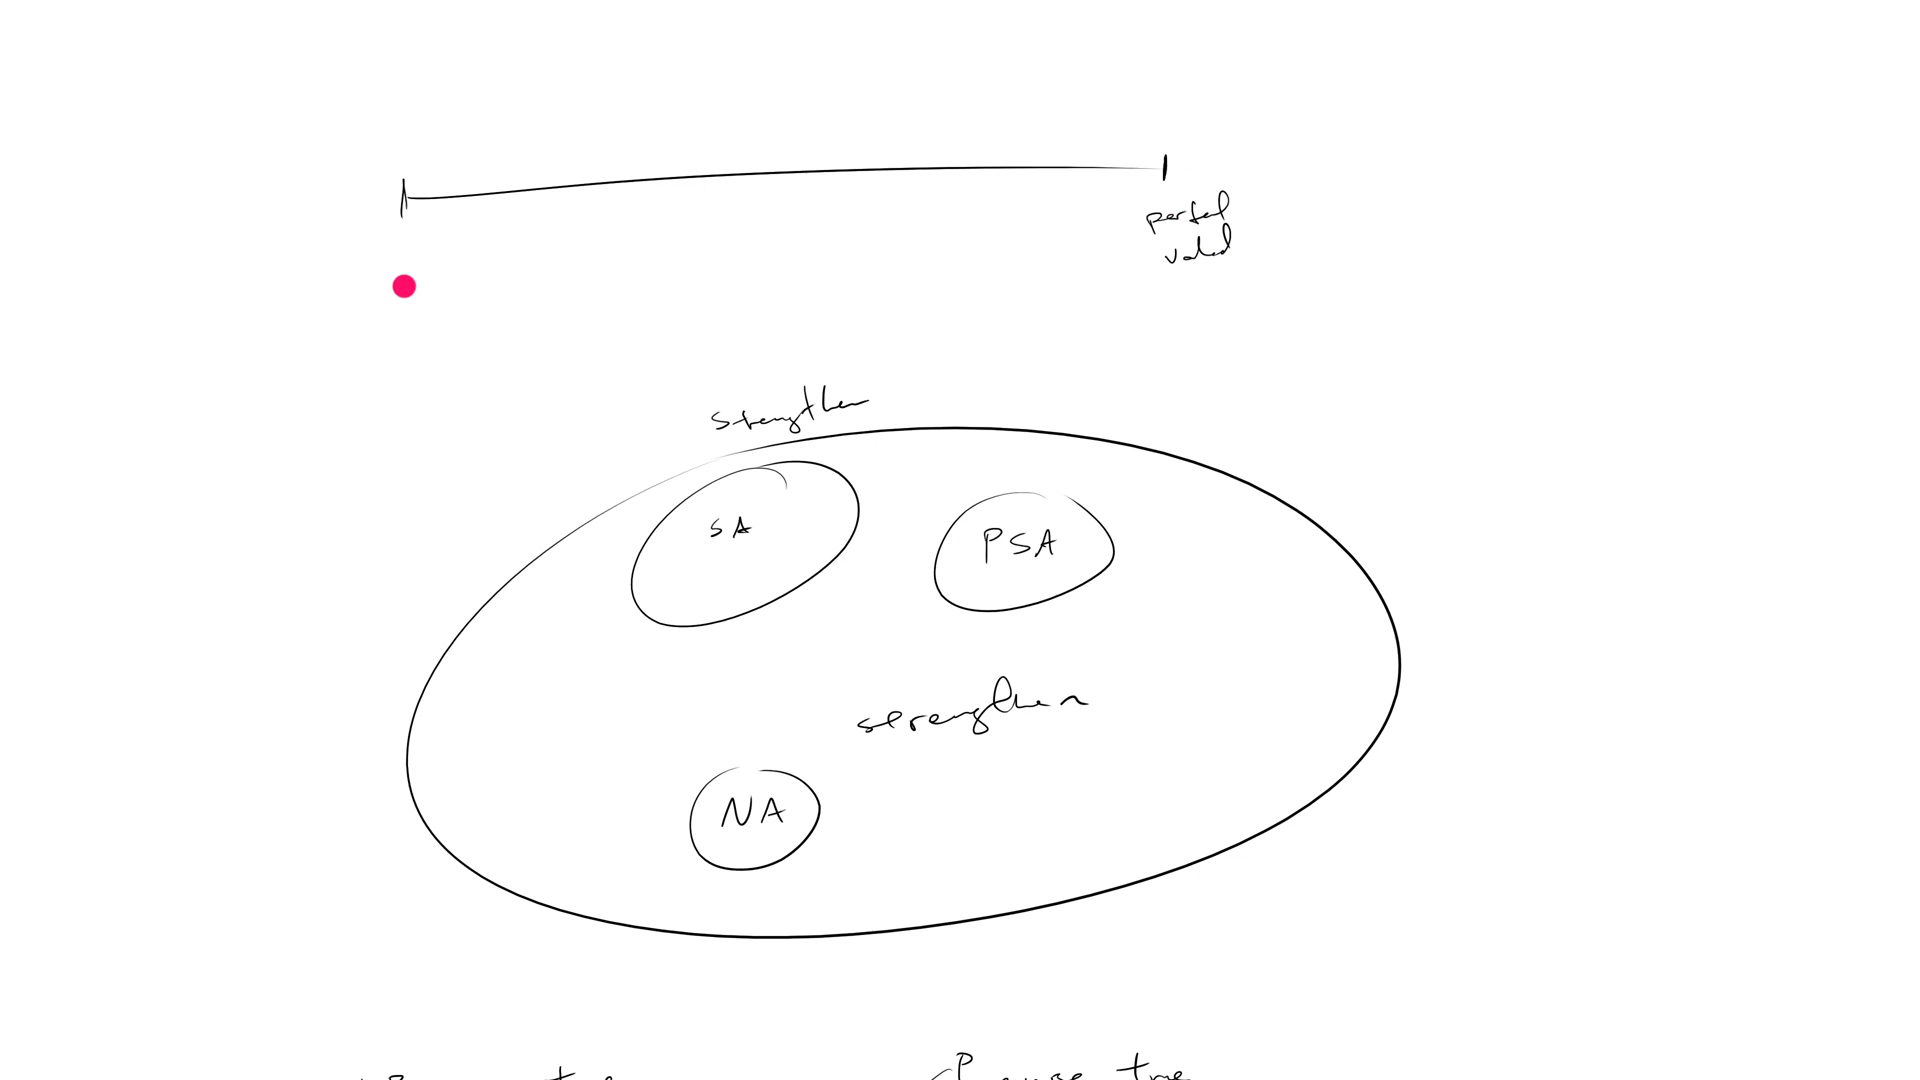 perfect
valid
strengthen
SA
PSA
strengthen
NA